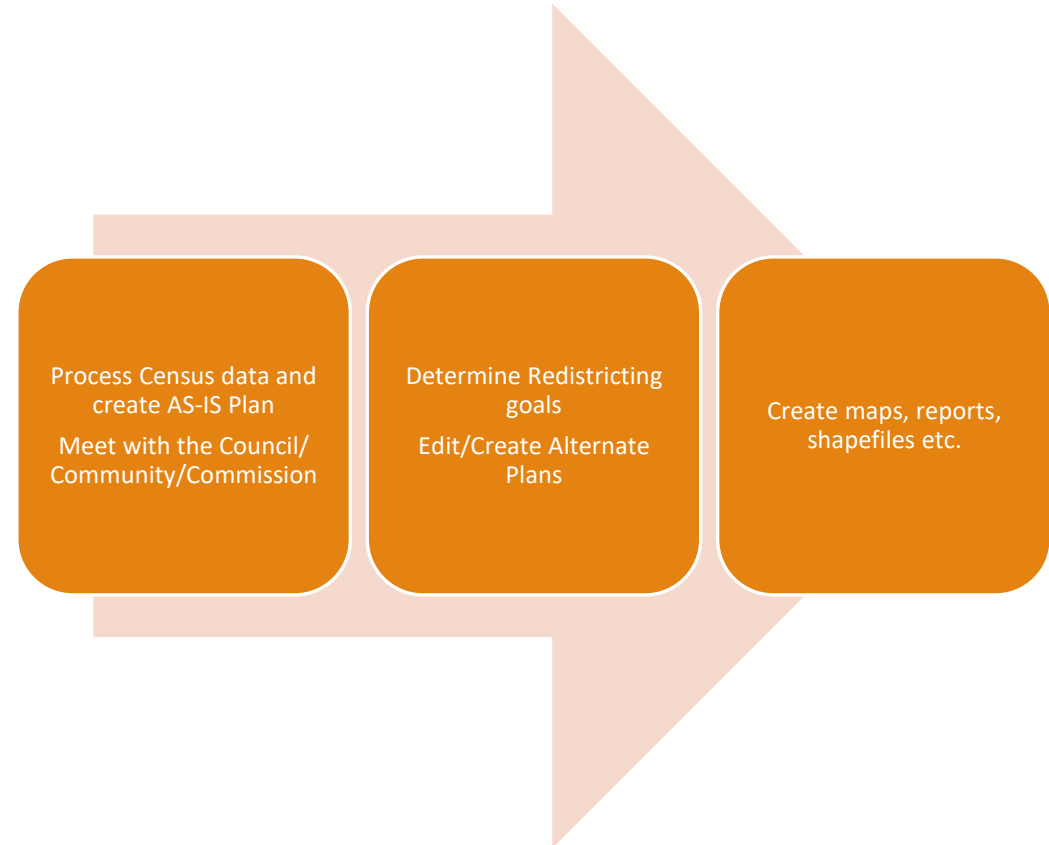 Process Census data and
create AS-IS Plan
Meet with the Council/
Community/Commission
Determine Redistricting
goals
Edit/Create Alternate
Plans
Create maps, reports,
shapefiles etc.